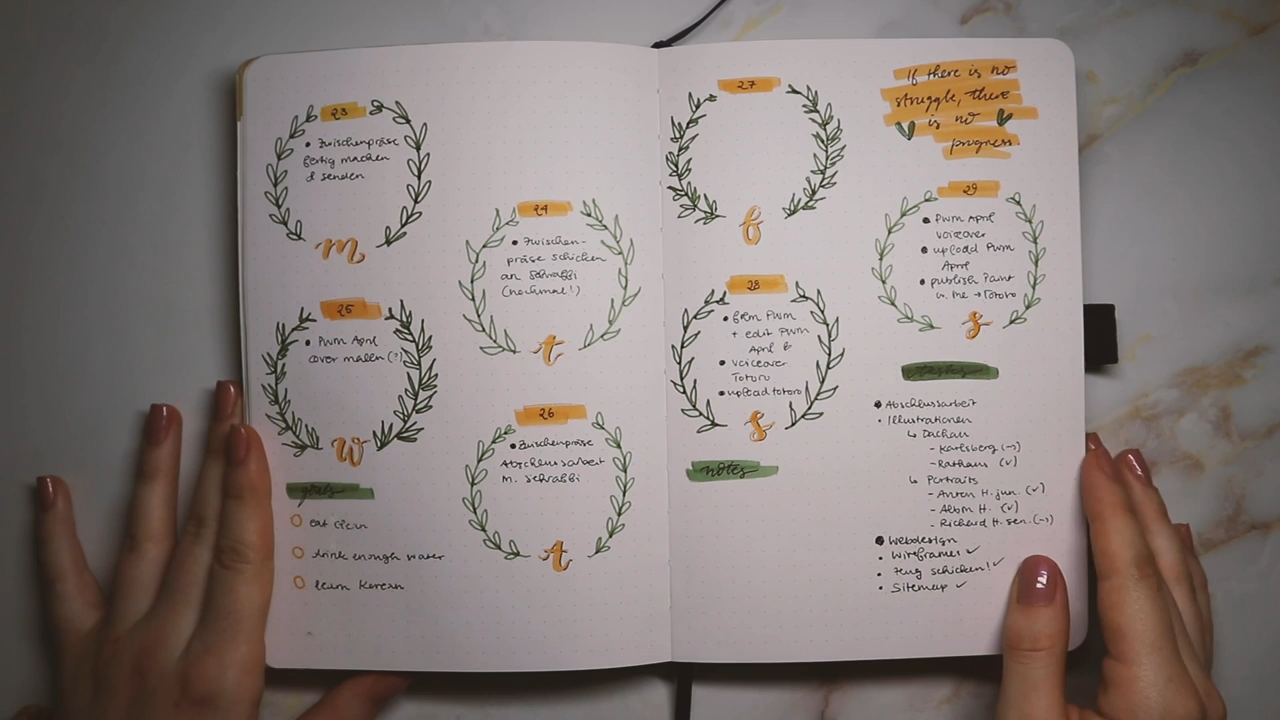 23
• Zwischenpräse
fertig machen
& senden
m
24
• Zwischen-
präse schicken
an Schrabbi
(nochmal!)
t
25
• PWM April
cover malen (?)
w
26
• Zwischenpräse
Abschlussarbeit
m. Schrabbi
t
goals
eat clean
drink enough water
learn Korean
27
f
28
• film PWM
+ edit PWM
April &
• voiceover
Totoro
• upload totoro
s
notes
If there is no
struggle, there
is no
progress
29
• PWM April
voiceover
• upload PWM
April
• publish Paint
w. me → Totoro
s
• Abschlussarbeit
• Illustrationen
↳ Dachau
- Karlsberg (→)
- Rathaus (✓)
↳ Portraits
- Anton H. jun. (✓)
- Albin H. (✓)
- Richard H. sen. (→)
• Webdesign
• Wireframes ✓
• Zeug schicken! ✓
• Sitemap ✓